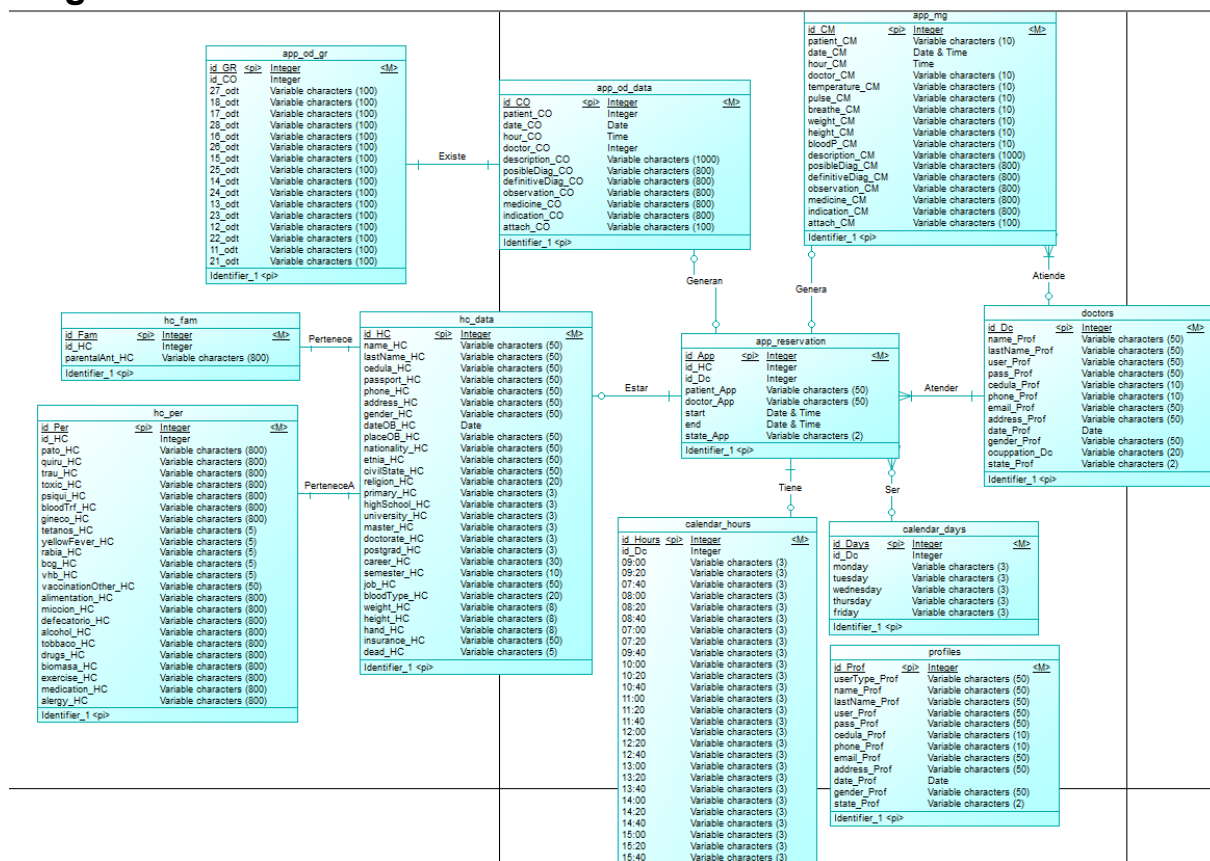 app_od_gr
id_GR <pi> Integer <M>
id_CO Integer
27_odt Variable characters (100)
18_odt Variable characters (100)
17_odt Variable characters (100)
28_odt Variable characters (100)
16_odt Variable characters (100)
26_odt Variable characters (100)
15_odt Variable characters (100)
25_odt Variable characters (100)
14_odt Variable characters (100)
24_odt Variable characters (100)
13_odt Variable characters (100)
23_odt Variable characters (100)
12_odt Variable characters (100)
22_odt Variable characters (100)
11_odt Variable characters (100)
21_odt Variable characters (100)
Identifier_1 <pi>
Existe
app_od_data
id_CO <pi> Integer <M>
patient_CO Integer
date_CO Date
hour_CO Time
doctor_CO Integer
description_CO Variable characters (1000)
posibleDiag_CO Variable characters (800)
definitiveDiag_CO Variable characters (800)
observation_CO Variable characters (800)
medicine_CO Variable characters (800)
indication_CO Variable characters (800)
attach_CO Variable characters (100)
Identifier_1 <pi>
app_mg
id_CM <pi> Integer <M>
patient_CM Variable characters (10)
date_CM Date & Time
hour_CM Time
doctor_CM Variable characters (10)
temperature_CM Variable characters (10)
pulse_CM Variable characters (10)
breathe_CM Variable characters (10)
weight_CM Variable characters (10)
height_CM Variable characters (10)
bloodP_CM Variable characters (10)
description_CM Variable characters (1000)
posibleDiag_CM Variable characters (800)
definitiveDiag_CM Variable characters (800)
observation_CM Variable characters (800)
medicine_CM Variable characters (800)
indication_CM Variable characters (800)
attach_CM Variable characters (100)
Identifier_1 <pi>
Generan
Genera
Atiende
hc_fam
id_Fam <pi> Integer <M>
id_HC Integer
parentalAnt_HC Variable characters (800)
Identifier_1 <pi>
Pertenece
hc_data
id_HC <pi> Integer <M>
name_HC Variable characters (50)
lastName_HC Variable characters (50)
cedula_HC Variable characters (50)
passport_HC Variable characters (50)
phone_HC Variable characters (50)
address_HC Variable characters (50)
gender_HC Variable characters (50)
dateOB_HC Date
placeOB_HC Variable characters (50)
nationality_HC Variable characters (50)
etnia_HC Variable characters (50)
civilState_HC Variable characters (50)
religion_HC Variable characters (20)
primary_HC Variable characters (3)
highSchool_HC Variable characters (3)
university_HC Variable characters (3)
master_HC Variable characters (3)
doctorate_HC Variable characters (3)
postgrad_HC Variable characters (3)
career_HC Variable characters (30)
semester_HC Variable characters (10)
job_HC Variable characters (50)
bloodType_HC Variable characters (20)
weight_HC Variable characters (8)
height_HC Variable characters (8)
hand_HC Variable characters (8)
insurance_HC Variable characters (50)
dead_HC Variable characters (5)
Identifier_1 <pi>
Estar
app_reservation
id_App <pi> Integer <M>
id_HC Integer
id_Dc Integer
patient_App Variable characters (50)
doctor_App Variable characters (50)
start Date & Time
end Date & Time
state_App Variable characters (2)
Identifier_1 <pi>
Atender
doctors
id_Dc <pi> Integer <M>
name_Prof Variable characters (50)
lastName_Prof Variable characters (50)
user_Prof Variable characters (50)
pass_Prof Variable characters (50)
cedula_Prof Variable characters (10)
phone_Prof Variable characters (10)
email_Prof Variable characters (50)
address_Prof Variable characters (50)
date_Prof Date
gender_Prof Variable characters (50)
ocuppation_Dc Variable characters (20)
state_Prof Variable characters (2)
Identifier_1 <pi>
hc_per
id_Per <pi> Integer <M>
id_HC Integer
pato_HC Variable characters (800)
quiru_HC Variable characters (800)
trau_HC Variable characters (800)
toxic_HC Variable characters (800)
psiqui_HC Variable characters (800)
bloodTrf_HC Variable characters (800)
gineco_HC Variable characters (800)
tetanos_HC Variable characters (5)
yellowFever_HC Variable characters (5)
rabia_HC Variable characters (5)
bcg_HC Variable characters (5)
vhb_HC Variable characters (5)
vaccinationOther_HC Variable characters (50)
alimentation_HC Variable characters (800)
miccion_HC Variable characters (800)
defecatorio_HC Variable characters (800)
alcohol_HC Variable characters (800)
tobbaco_HC Variable characters (800)
drugs_HC Variable characters (800)
biomasa_HC Variable characters (800)
exercise_HC Variable characters (800)
medication_HC Variable characters (800)
alergy_HC Variable characters (800)
Identifier_1 <pi>
PerteneceA
Tiene
Ser
calendar_hours
id_Hours <pi> Integer <M>
id_Dc Integer
09:00 Variable characters (3)
09:20 Variable characters (3)
07:40 Variable characters (3)
08:00 Variable characters (3)
08:20 Variable characters (3)
08:40 Variable characters (3)
07:00 Variable characters (3)
07:20 Variable characters (3)
09:40 Variable characters (3)
10:00 Variable characters (3)
10:20 Variable characters (3)
10:40 Variable characters (3)
11:00 Variable characters (3)
11:20 Variable characters (3)
11:40 Variable characters (3)
12:00 Variable characters (3)
12:20 Variable characters (3)
12:40 Variable characters (3)
13:00 Variable characters (3)
13:20 Variable characters (3)
13:40 Variable characters (3)
14:00 Variable characters (3)
14:20 Variable characters (3)
14:40 Variable characters (3)
15:00 Variable characters (3)
15:20 Variable characters (3)
15:40 Variable characters (3)
calendar_days
id_Days <pi> Integer <M>
id_Dc Integer
monday Variable characters (3)
tuesday Variable characters (3)
wednesday Variable characters (3)
thursday Variable characters (3)
friday Variable characters (3)
Identifier_1 <pi>
profiles
id_Prof <pi> Integer <M>
userType_Prof Variable characters (50)
name_Prof Variable characters (50)
lastName_Prof Variable characters (50)
user_Prof Variable characters (50)
pass_Prof Variable characters (50)
cedula_Prof Variable characters (10)
phone_Prof Variable characters (10)
email_Prof Variable characters (50)
address_Prof Variable characters (50)
date_Prof Date
gender_Prof Variable characters (50)
state_Prof Variable characters (2)
Identifier_1 <pi>